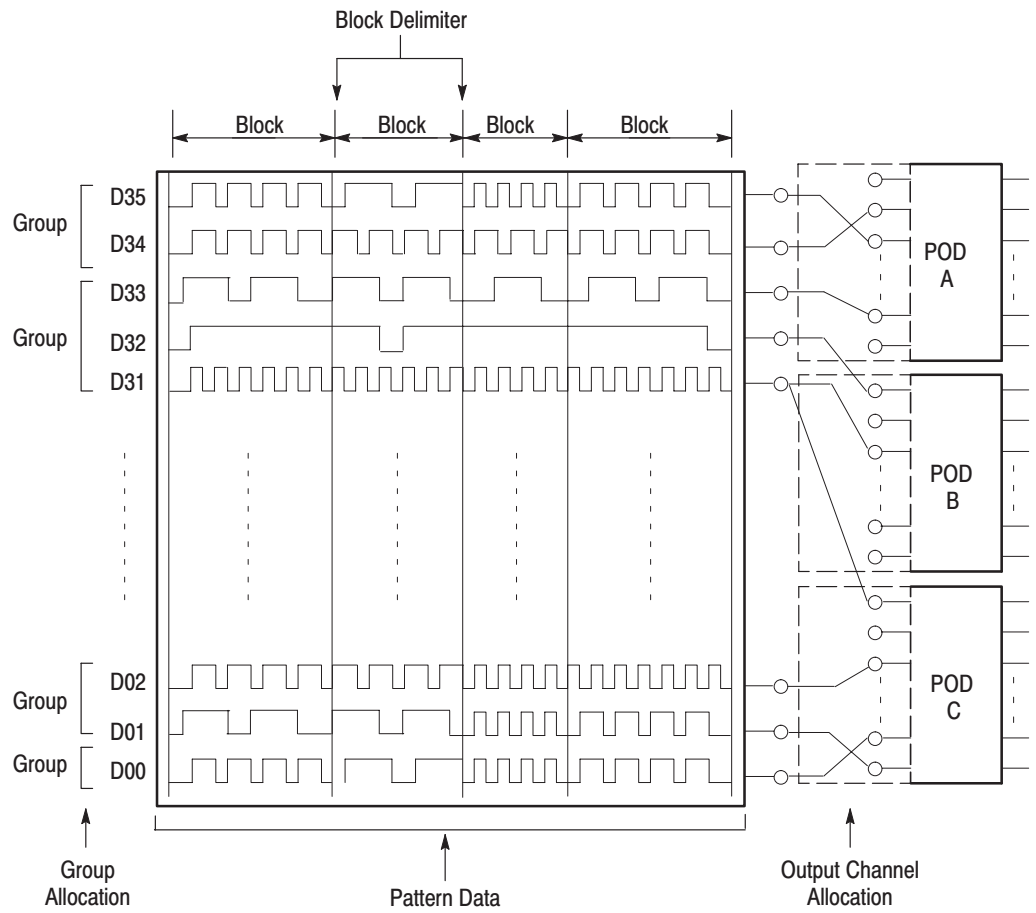 Block Delimiter
Block
Block
Block
Block
Group
D35
D34
Group
D33
D32
D31
POD
A
POD
B
Group
D02
D01
Group
D00
POD
C
Group
Allocation
Pattern Data
Output Channel
Allocation